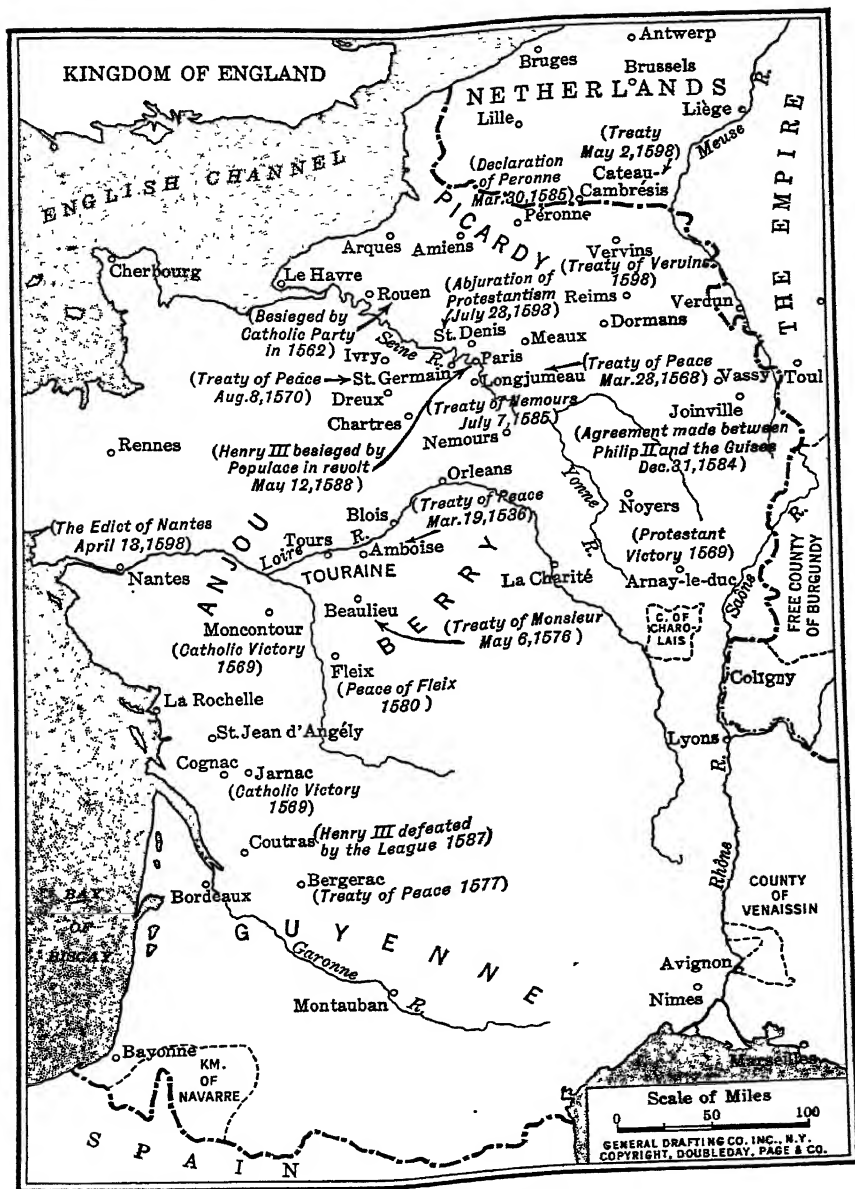 KINGDOM OF ENGLAND
Antwerp
Bruges
Brussels
NETHERLANDS
Liège
Lille
Meuse R.
THE EMPIRE
ENGLISH CHANNEL
(Treaty
May 2,1598)
Cateau-
Cambrésis
(Declaration
of Peronne
Mar.30,1585)
Péronne
PICARDY
Arques
Amiens
Vervins
(Treaty of Vervins
1598)
Cherbourg
Le Havre
Rouen
(Abjuration of
Protestantism
July 23,1593)
Reims
Verdun
(Besieged by
Catholic Party
in 1562)
Seine R.
St. Denis
Meaux
Dormans
Ivry
Paris
(Treaty of Peace
Aug.8,1570)
St. Germain
Longjumeau
(Treaty of Peace
Mar.23,1568)
Vassy
Toul
Dreux
Chartres
(Treaty of Nemours
July 7,1585)
Nemours
Joinville
(Agreement made between
Philip II and the Guises
Dec.31,1584)
Rennes
(Henry III besieged by
Populace in revolt
May 12,1588)
Orleans
Yonne R.
Noyers
(The Edict of Nantes
April 13,1598)
Blois
(Treaty of Peace
Mar.19,1536)
Tours
Loire R.
Amboise
(Protestant
Victory 1569)
Nantes
ANJOU
TOURAINE
BERRY
La Charité
Arnay-le-duc
Saône R.
FREE COUNTY
OF BURGUNDY
Beaulieu
(Treaty of Monsieur
May 6,1576)
C. OF
CHARO-
LAIS
Moncontour
(Catholic Victory
1569)
Fleix
(Peace of Fleix
1580)
Coligny
La Rochelle
St. Jean d'Angély
Lyons
Cognac
Jarnac
(Catholic Victory
1569)
Coutras
(Henry III defeated
by the League 1587)
Rhône R.
Bordeaux
Bergerac
(Treaty of Peace 1577)
COUNTY
OF
VENAISSIN
BAY
OF
BISCAY
GUYENNE
Garonne R.
Avignon
Montauban
Nimes
Bayonne
KM.
OF
NAVARRE
Marseilles
SPAIN
Scale of Miles
0 50 100
GENERAL DRAFTING CO. INC., N.Y.
COPYRIGHT, DOUBLEDAY, PAGE & CO.